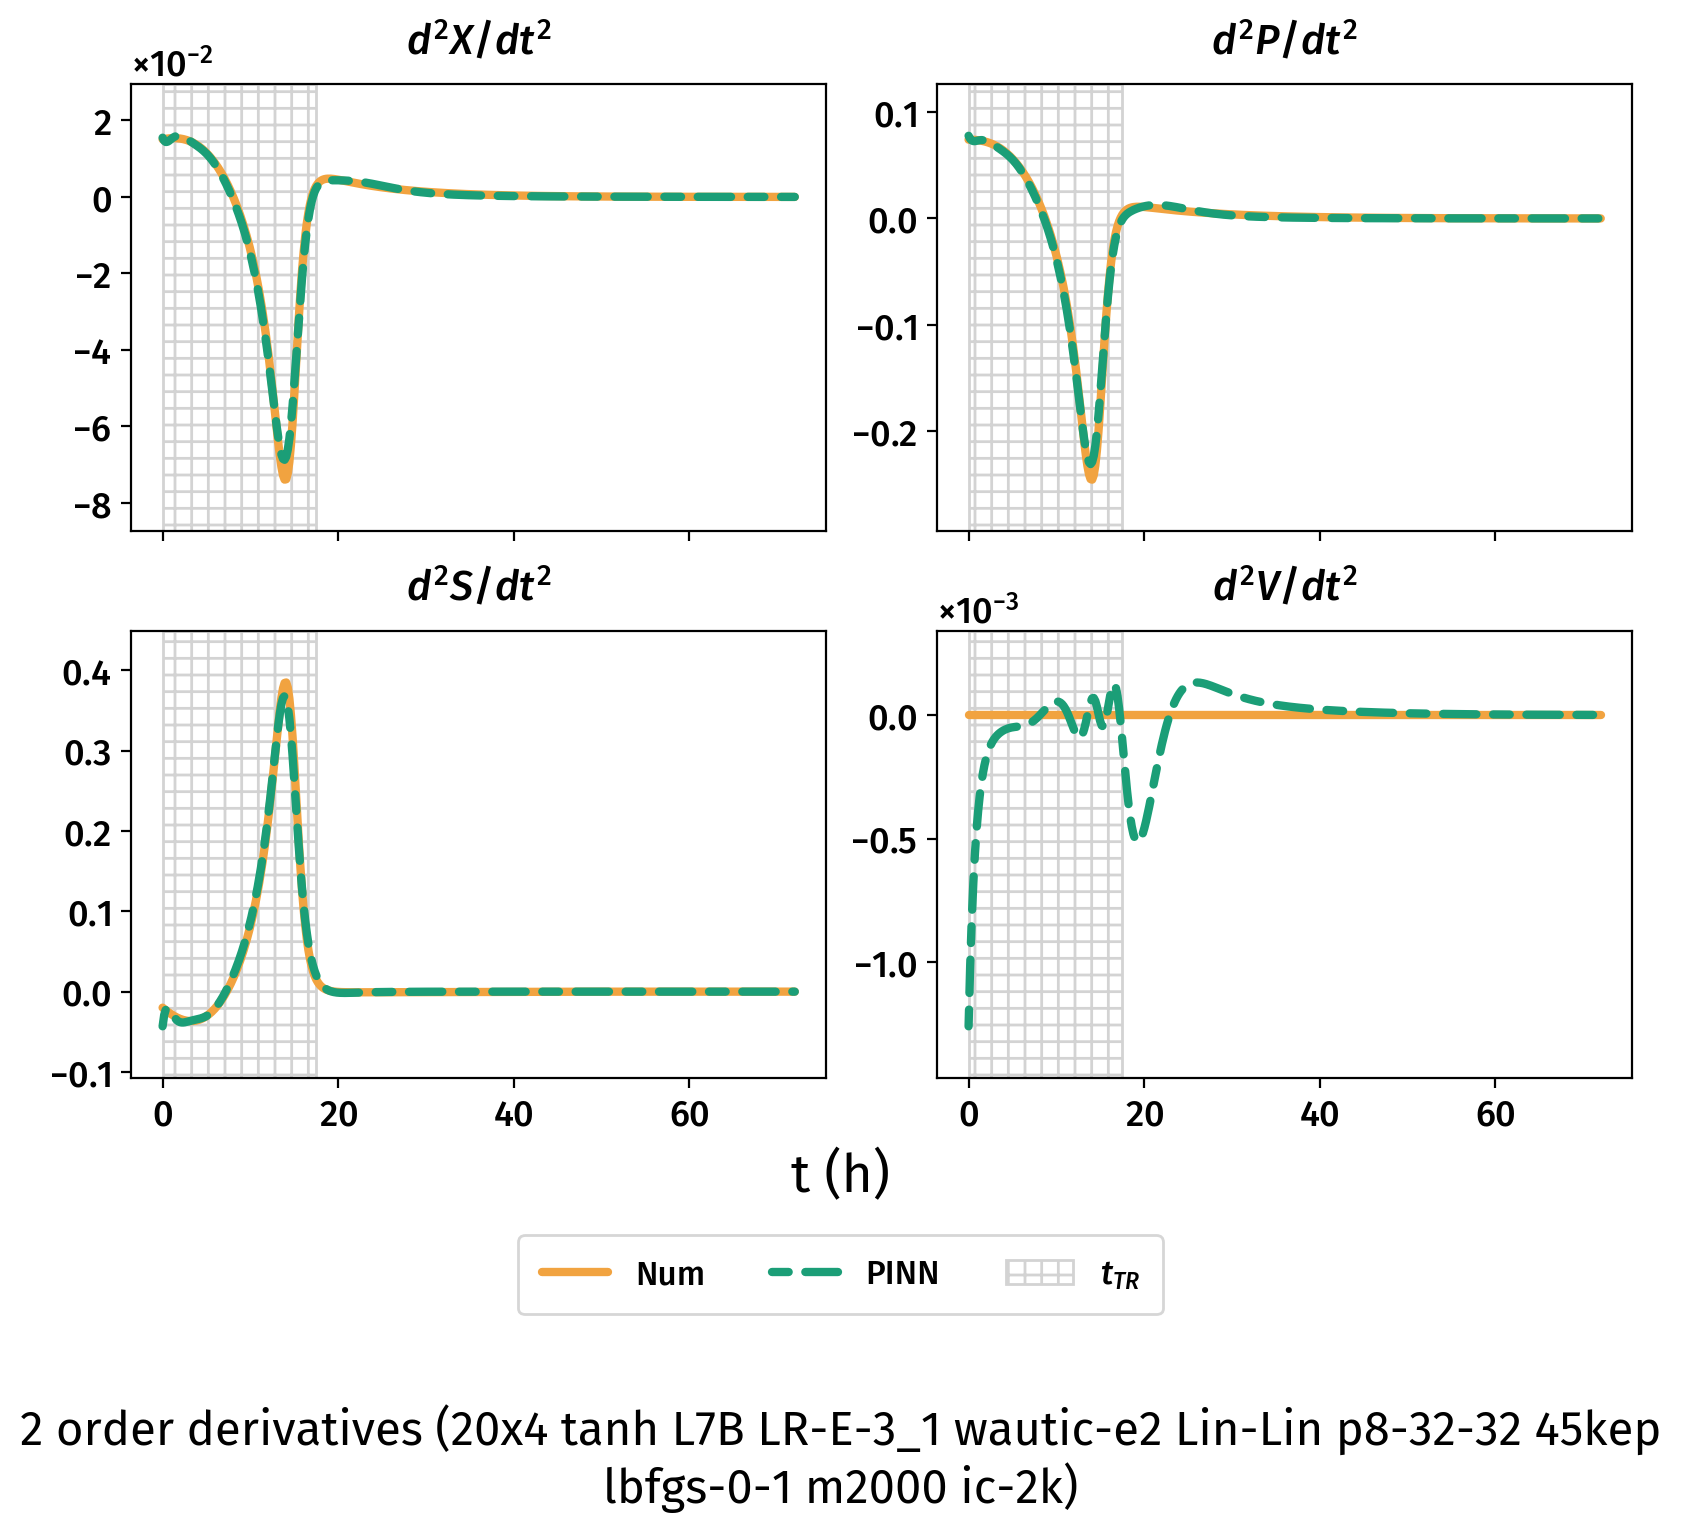 d²X/dt²
×10⁻²
2
0
−2
−4
−6
−8
d²P/dt²
0.1
0.0
−0.1
−0.2
d²S/dt²
0.4
0.3
0.2
0.1
0.0
−0.1
0 20 40 60
d²V/dt²
×10⁻³
0.0
−0.5
−1.0
0 20 40 60
t (h)
Num PINN t_TR
2 order derivatives (20x4 tanh L7B LR-E-3_1 wautic-e2 Lin-Lin p8-32-32 45kep
lbfgs-0-1 m2000 ic-2k)